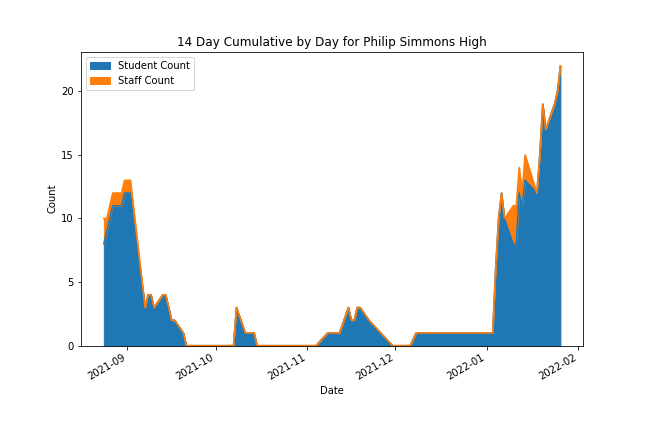 14 Day Cumulative by Day for Philip Simmons High
Student Count
Staff Count
Count
20
15
10
5
0
2021-09
2021-10
2021-11
2021-12
2022-01
2022-02
Date